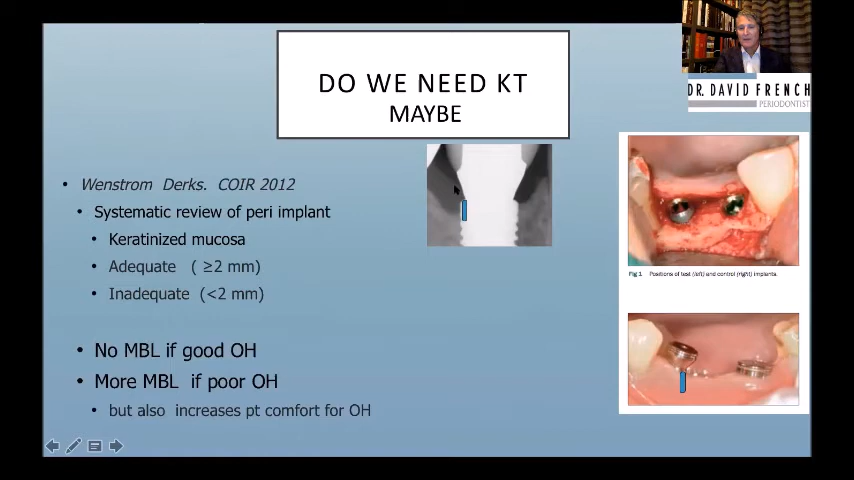 DO WE NEED KT
MAYBE
DR. DAVID FRENCH
PERIODONTIST
• Wenstrom Derks. COIR 2012
• Systematic review of peri implant
• Keratinized mucosa
• Adequate ( ≥2 mm)
• Inadequate (<2 mm)
• No MBL if good OH
• More MBL if poor OH
• but also increases pt comfort for OH
Fig 1 Positions of test (left) and control (right) implants.